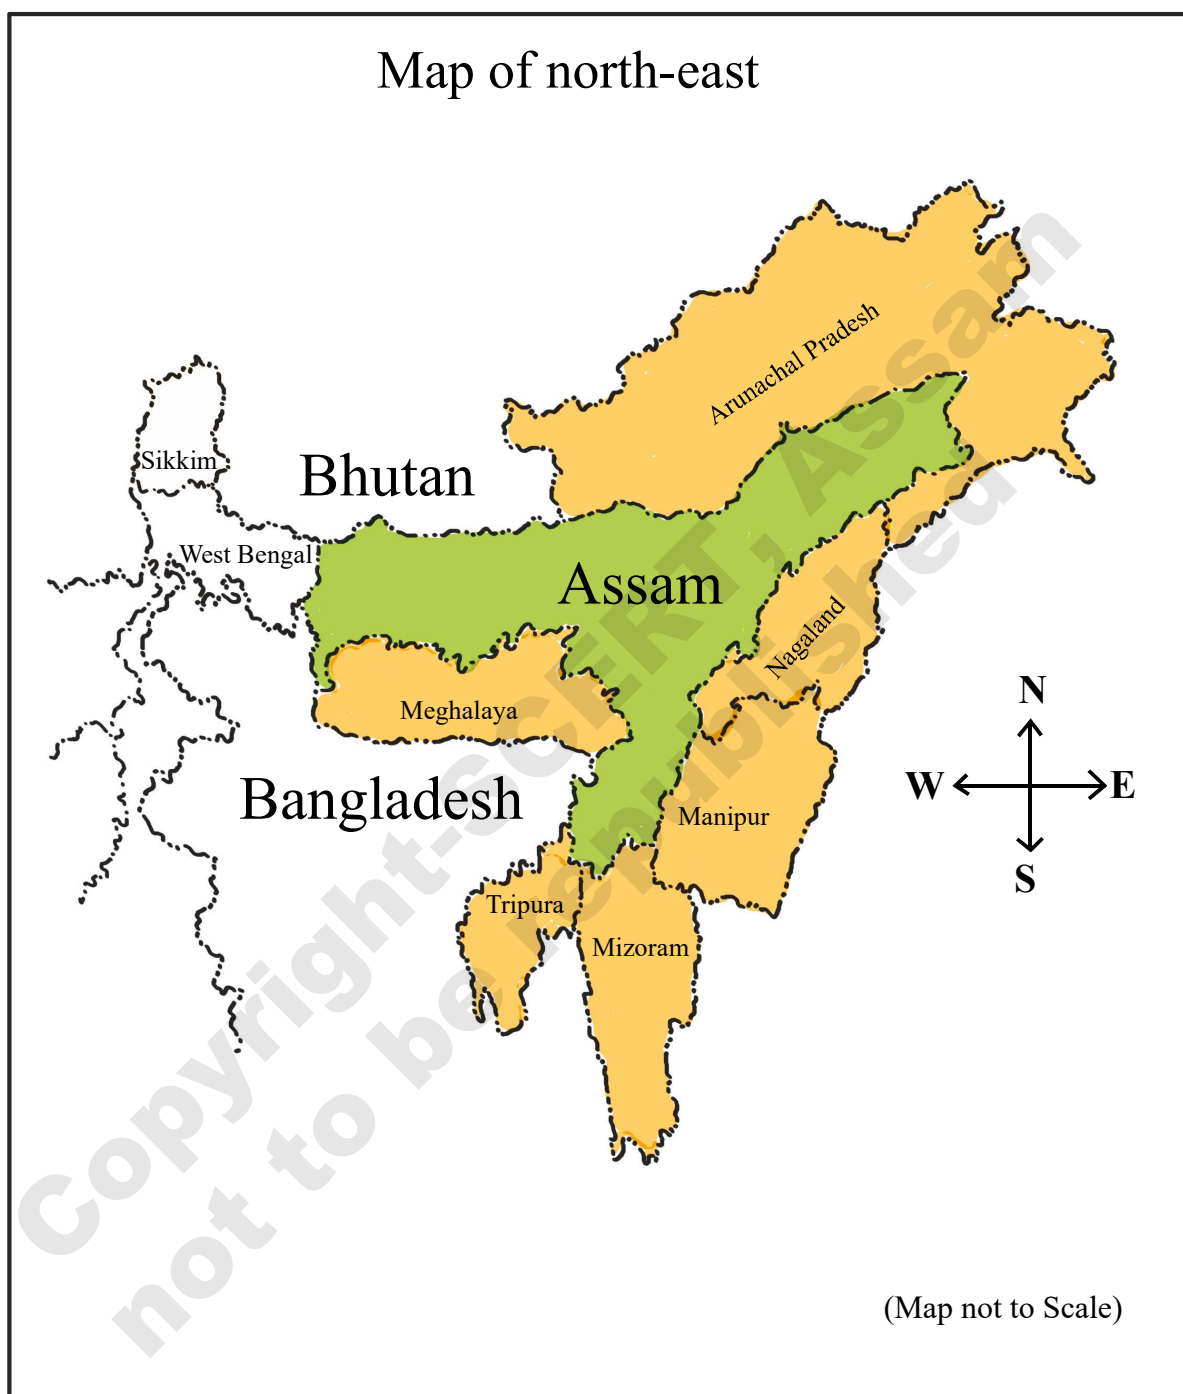 Map of north-east
Arunachal Pradesh
Sikkim
Bhutan
West Bengal
Assam
Nagaland
Meghalaya
N
W E
S
Bangladesh
Manipur
Tripura
Mizoram
Copyright-SCERT, Assam
not to be republished
(Map not to Scale)